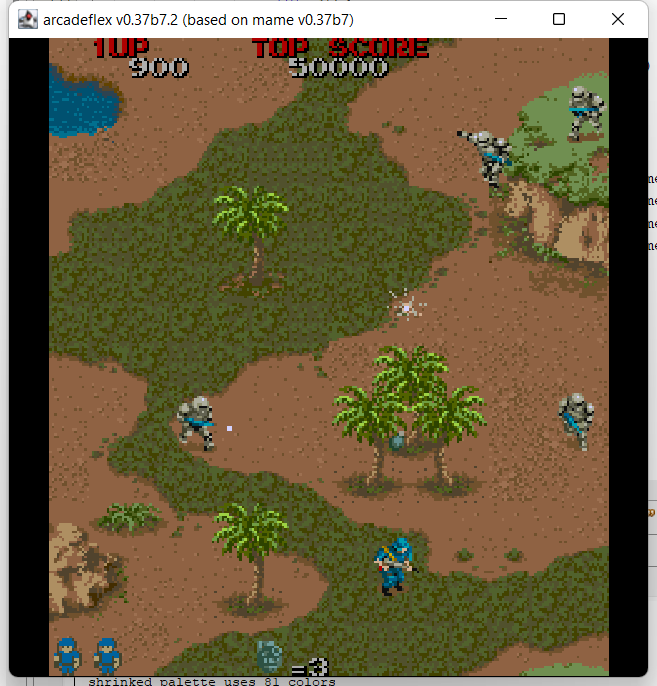 arcadeflex v0.37b7.2 (based on mame v0.37b7)
1UP TOP SCORE
900 50000
=3
shrinked palette uses 81 colors